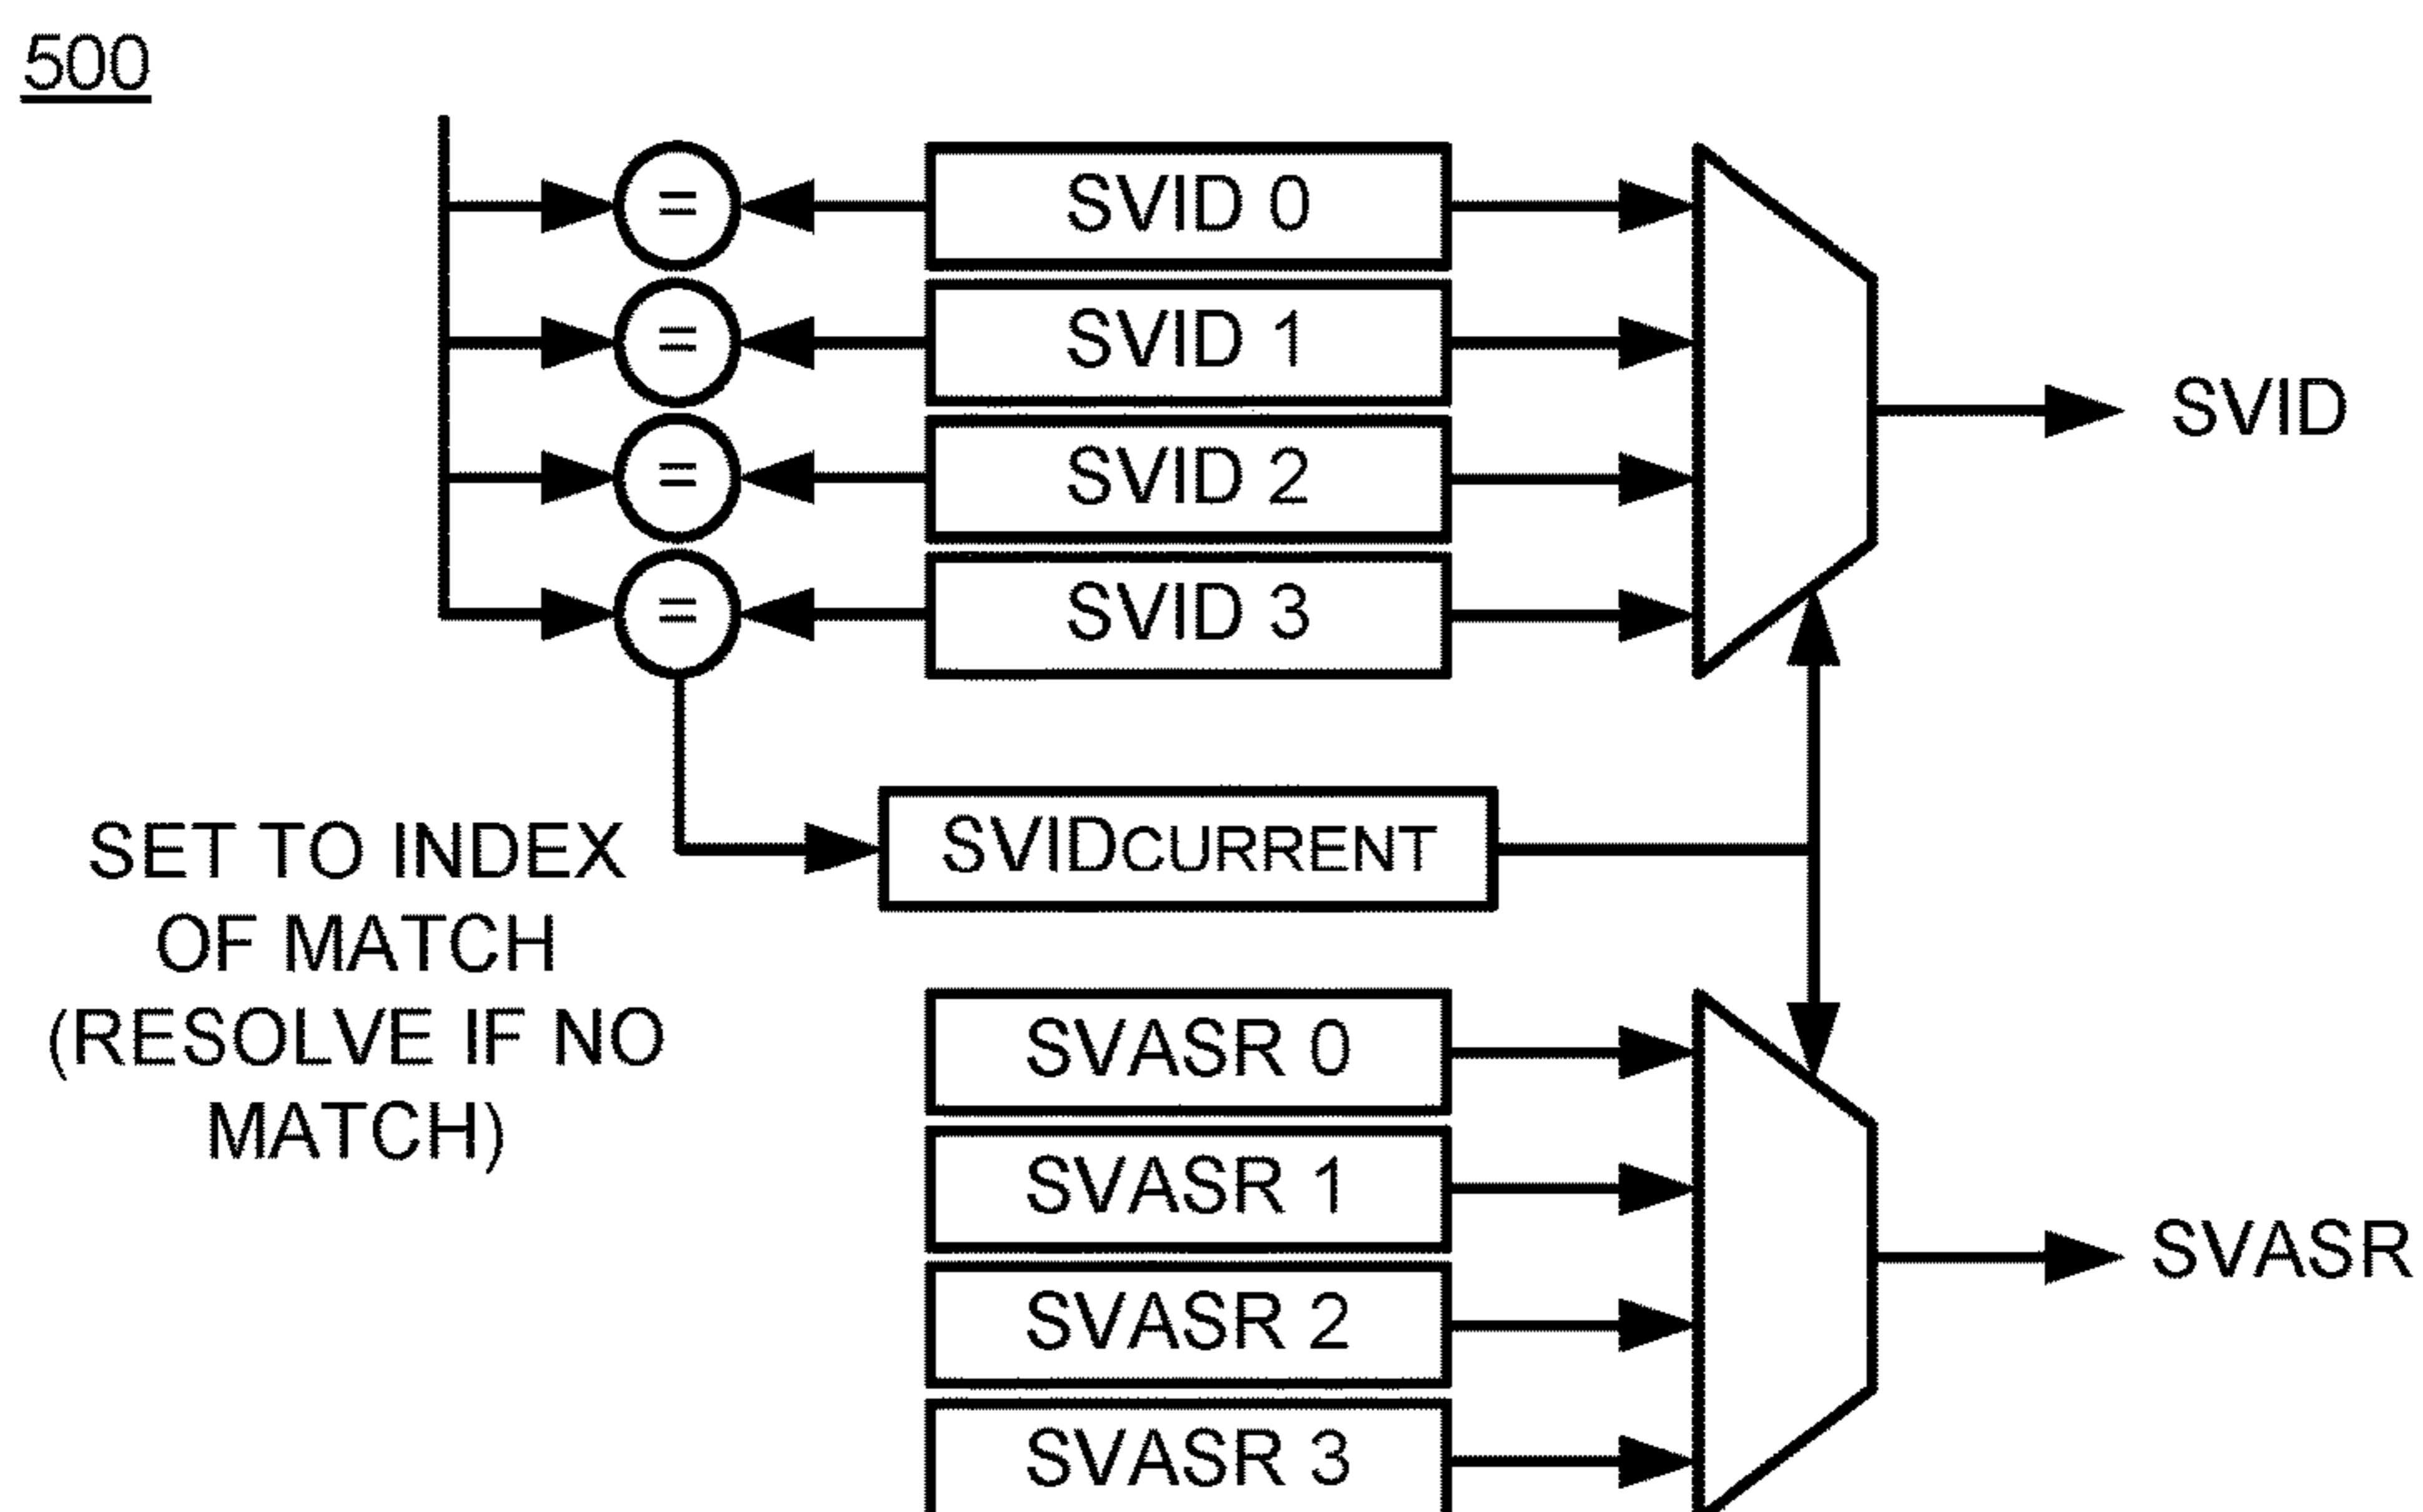 500
=
SVID 0
=
SVID 1
=
SVID 2
=
SVID 3
SVID
SVIDCURRENT
SET TO INDEX
OF MATCH
(RESOLVE IF NO
MATCH)
SVASR 0
SVASR 1
SVASR 2
SVASR 3
SVASR